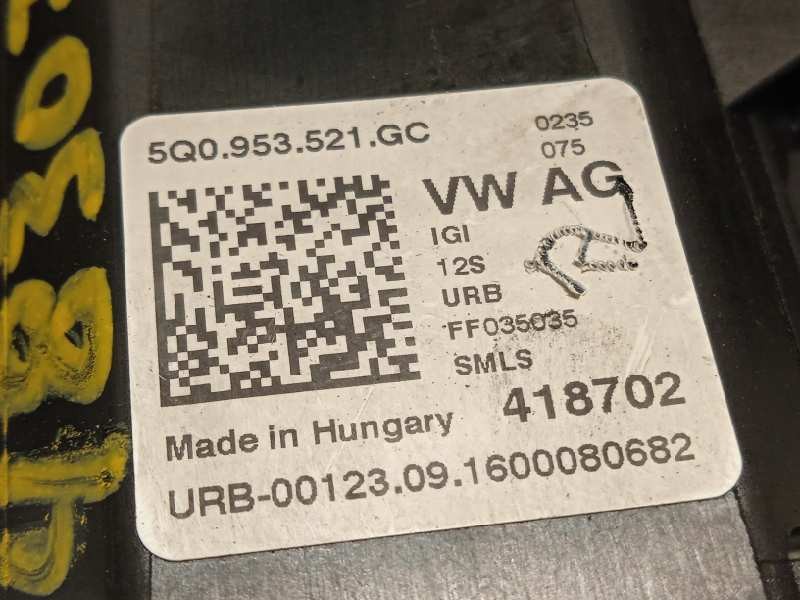 5Q0.953.521.GC
0235
075
VW AG
IGI
12S
URB
FF035035
SMLS
418702
Made in Hungary
URB-00123.09.1600080682